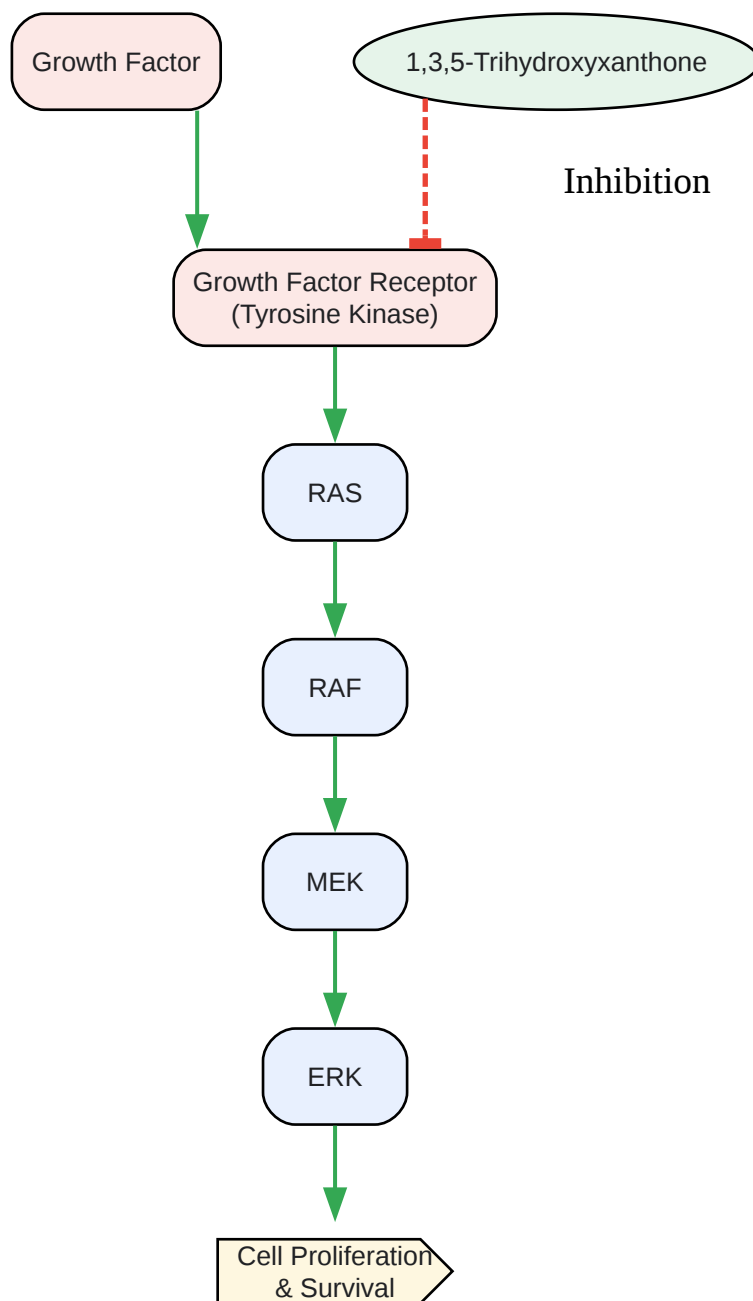 Growth Factor
1,3,5-Trihydroxyxanthone
Inhibition
Growth Factor Receptor
(Tyrosine Kinase)
RAS
RAF
MEK
ERK
Cell Proliferation
& Survival